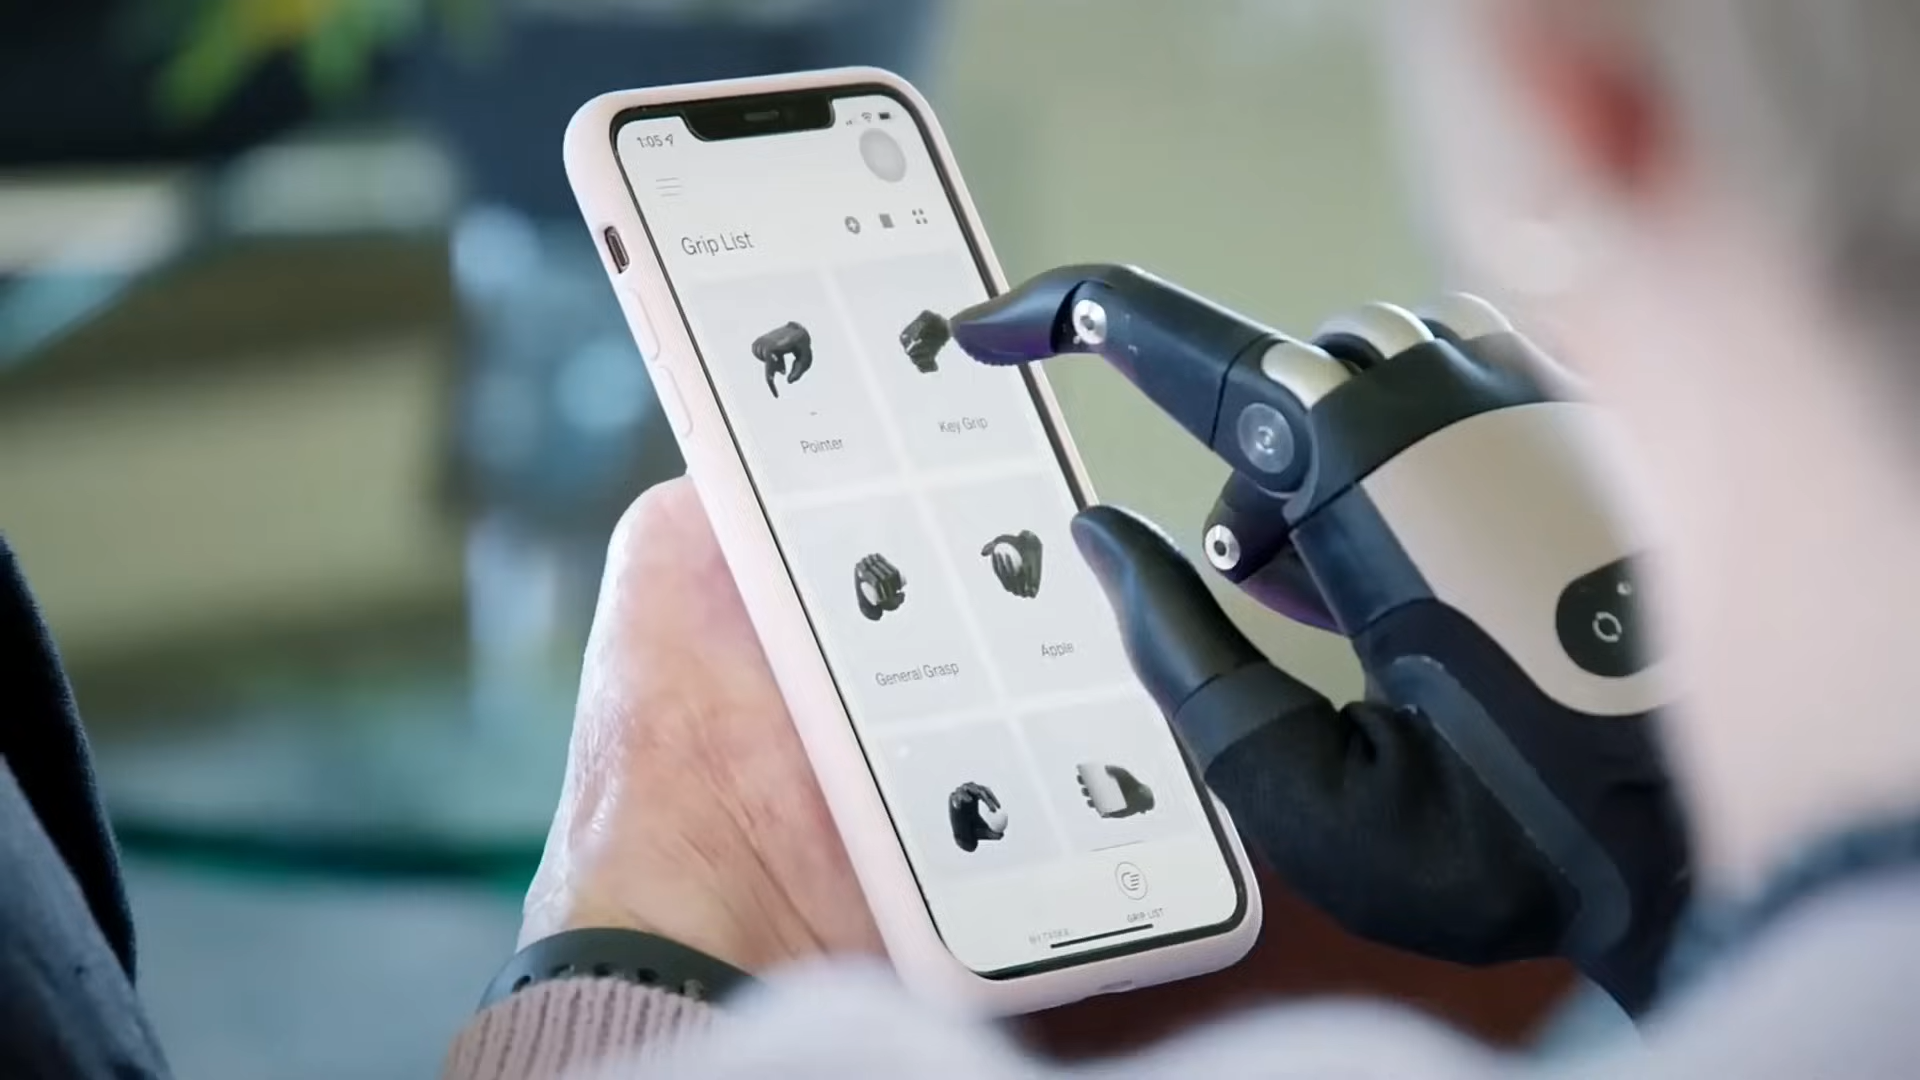 1:05
Grip List
Pointer
Key Grip
General Grasp
Apple
GRIP LIST